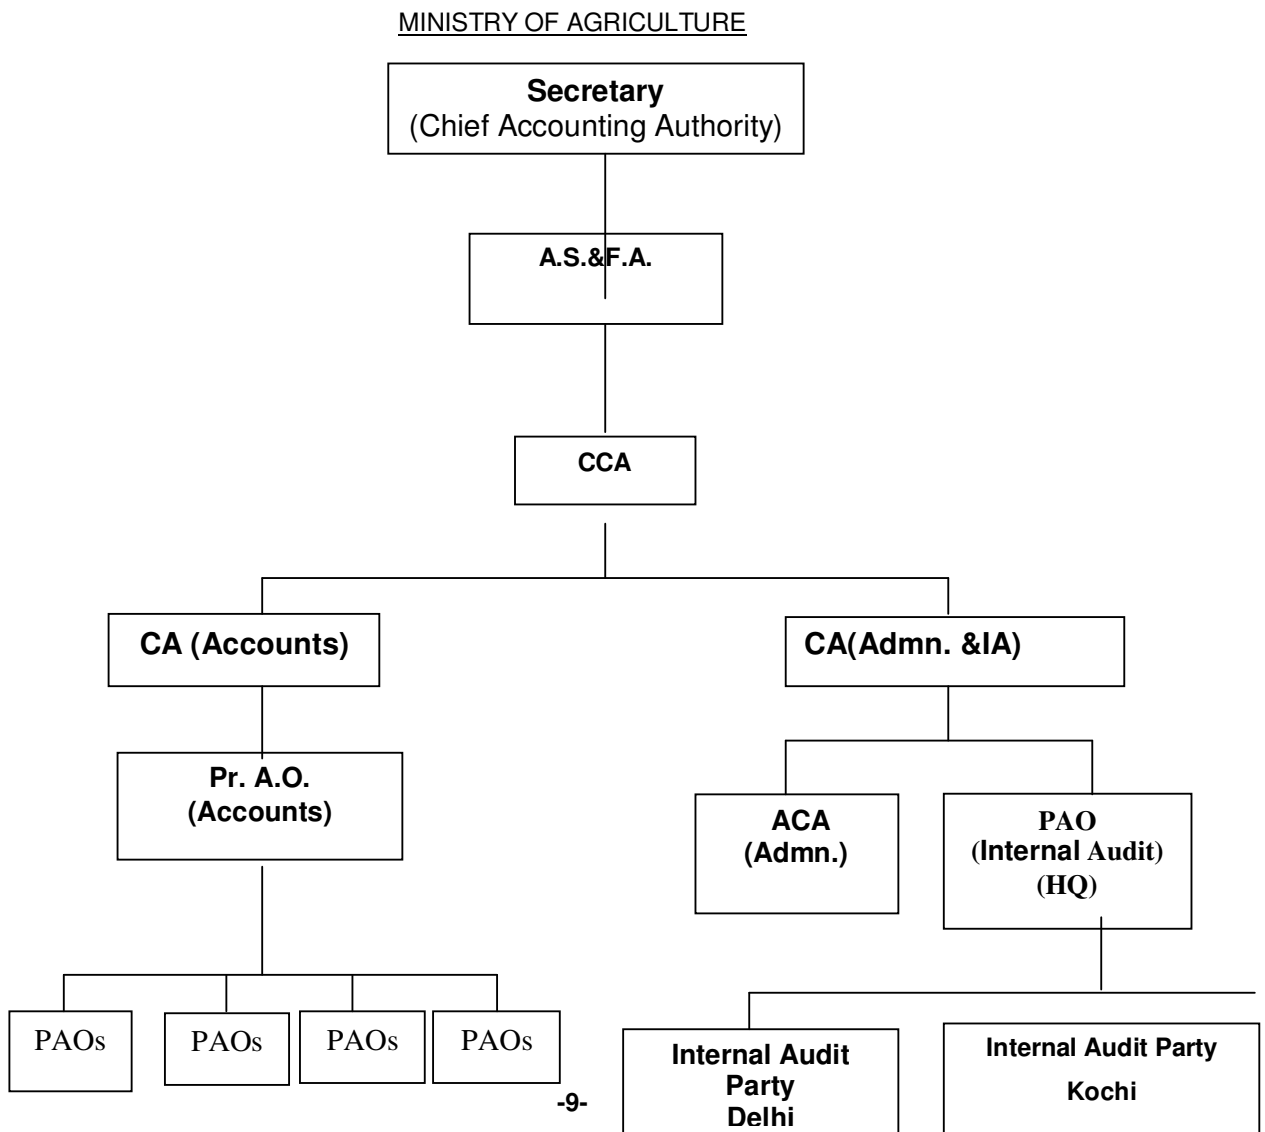 MINISTRY OF AGRICULTURE
Secretary
(Chief Accounting Authority)
A.S.&F.A.
CCA
CA (Accounts)
CA(Admn. &IA)
Pr. A.O.
(Accounts)
ACA
(Admn.)
PAO
(Internal Audit)
(HQ)
PAOs
PAOs
PAOs
PAOs
Internal Audit
Party
Delhi
Internal Audit Party
Kochi
-9-